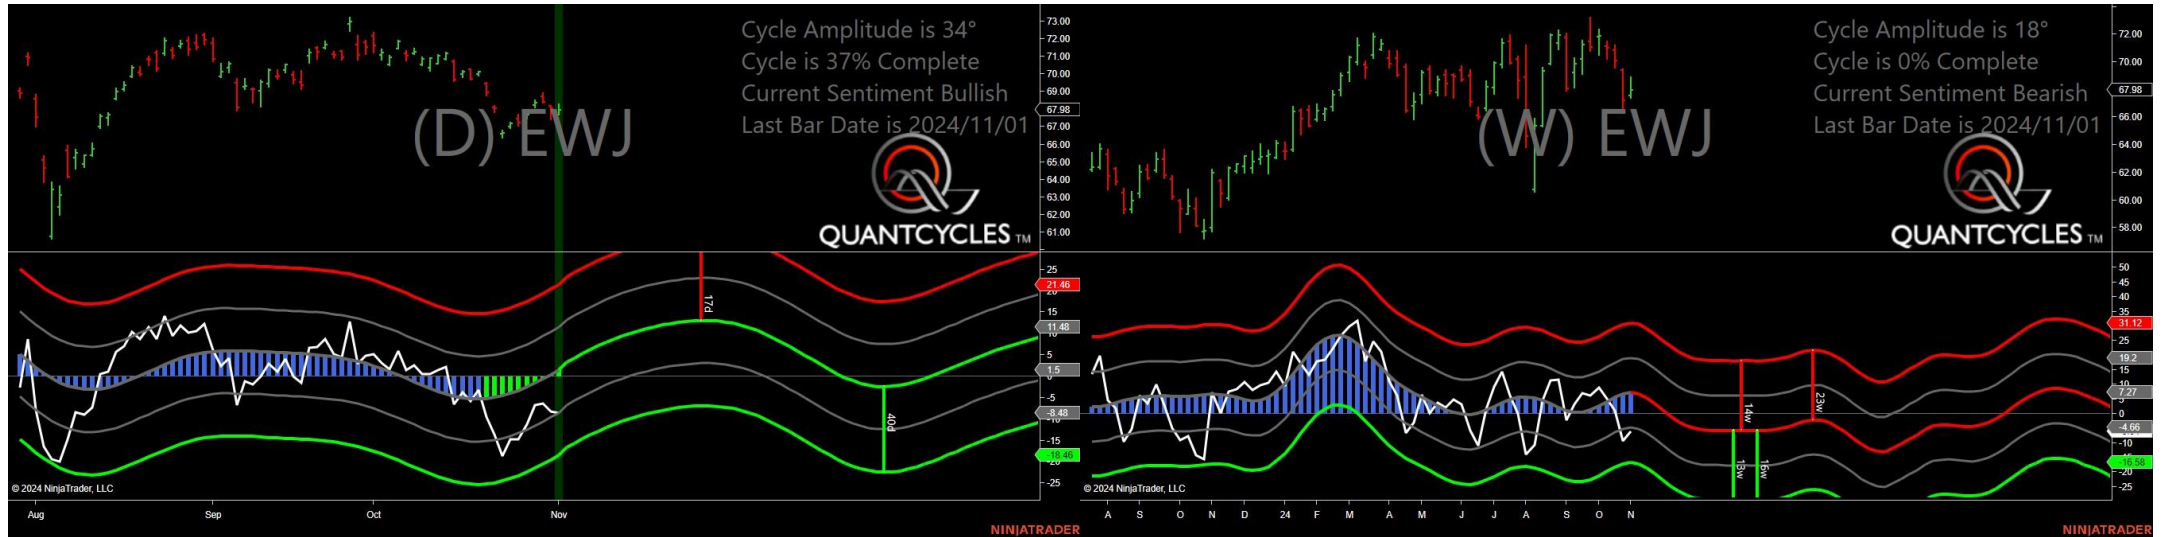 Cycle Amplitude is 34°
Cycle is 37% Complete
Current Sentiment Bullish
Last Bar Date is 2024/11/01
(D) EWJ
QUANTCYCLES TM
73.00
72.00
71.00
70.00
69.00
67.98
67.00
66.00
65.00
64.00
63.00
62.00
61.00
25
21.46
15
11.48
5
1.5
-5
-8.48
-15
-18.46
-25
17d
40d
© 2024 NinjaTrader, LLC
Aug
Sep
Oct
Nov
NINJATRADER
Cycle Amplitude is 18°
Cycle is 0% Complete
Current Sentiment Bearish
Last Bar Date is 2024/11/01
(W) EWJ
QUANTCYCLES TM
72.00
70.00
67.98
66.00
64.00
62.00
60.00
58.00
50
45
40
35
31.12
25
19.2
15
10
7.27
0
-4.66
-10
-16.58
-20
-25
14w
23w
13w
16w
© 2024 NinjaTrader, LLC
A S O N D 24 F M A M J J A S O N
NINJATRADER